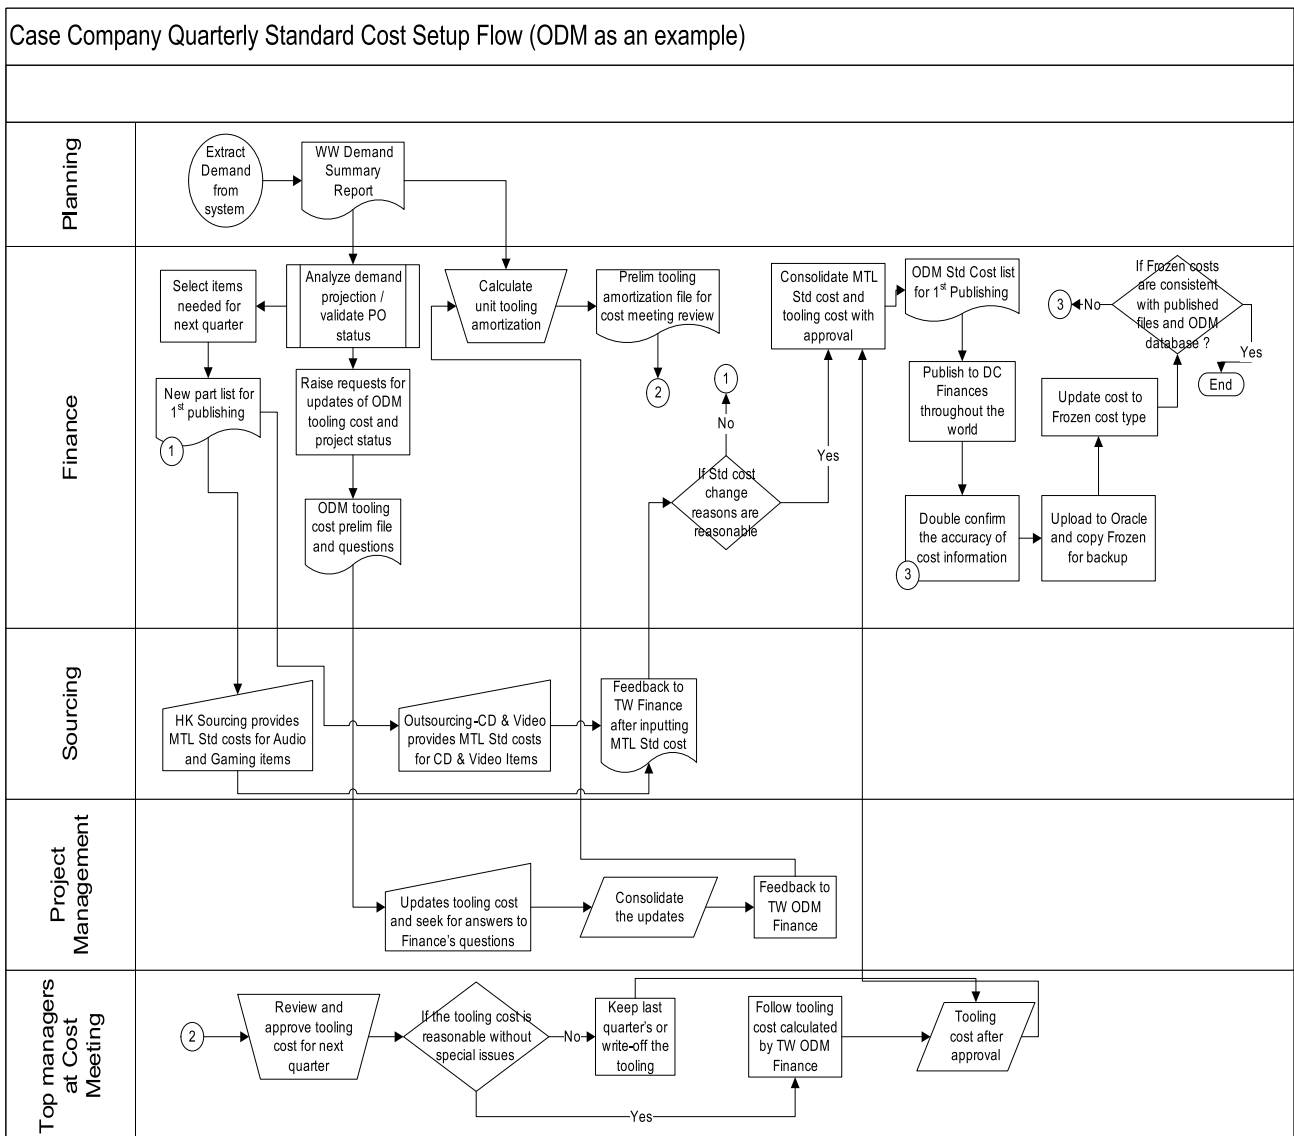 Case Company Quarterly Standard Cost Setup Flow (ODM as an example)
Planning
Extract
Demand
from
system
WW Demand
Summary
Report
Finance
Select items
needed for
next quarter
Analyze demand
projection /
validate PO
status
Calculate
unit tooling
amortization
Prelim tooling
amortization file for
cost meeting review
2
Consolidate MTL
Std cost and
tooling cost with
approval
ODM Std Cost list
for 1st Publishing
If Frozen costs
are consistent
with published
files and ODM
database ?
No
3
Yes
End
New part list for
1st publishing
1
Raise requests for
updates of ODM
tooling cost and
project status
ODM tooling
cost prelim file
and questions
1
No
If Std cost
change
reasons are
reasonable
Yes
Publish to DC
Finances
throughout the
world
Double confirm
the accuracy of
cost information
3
Update cost to
Frozen cost type
Upload to Oracle
and copy Frozen
for backup
Sourcing
HK Sourcing provides
MTL Std costs for Audio
and Gaming items
Outsourcing-CD & Video
provides MTL Std costs
for CD & Video Items
Feedback to
TW Finance
after inputting
MTL Std cost
Project
Management
Updates tooling cost
and seek for answers to
Finance's questions
Consolidate
the updates
Feedback to
TW ODM
Finance
Top managers
at Cost
Meeting
2
Review and
approve tooling
cost for next
quarter
If the tooling cost is
reasonable without
special issues
No
Keep last
quarter's or
write-off the
tooling
Yes
Follow tooling
cost calculated
by TW ODM
Finance
Tooling
cost after
approval